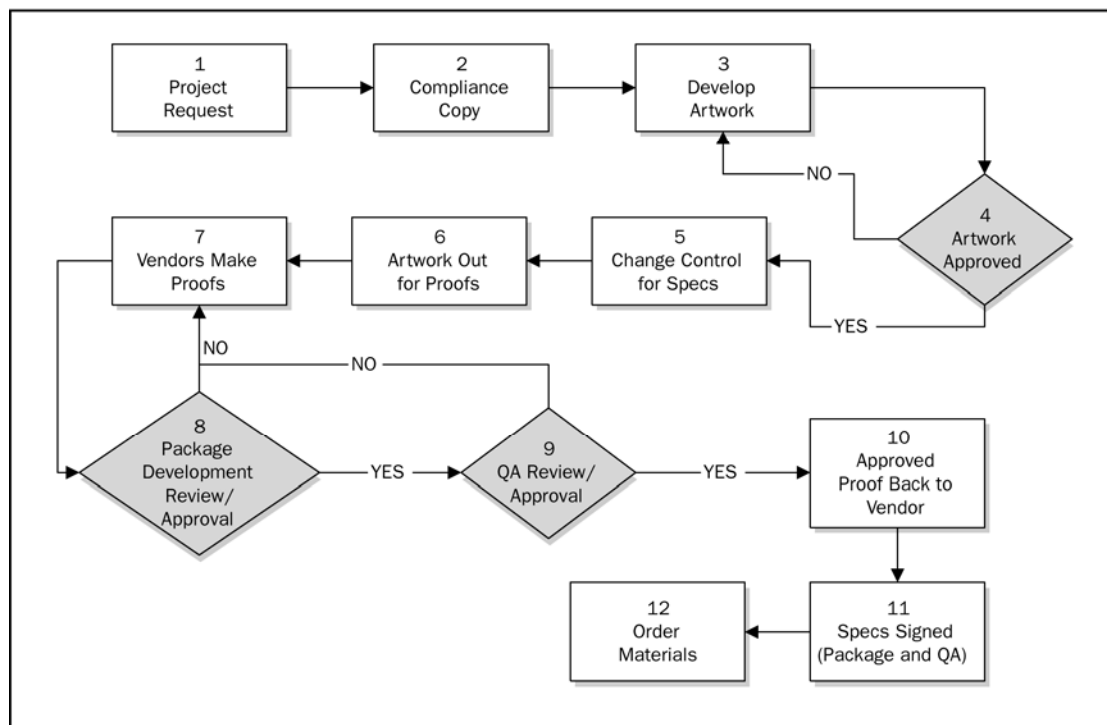 1
Project
Request
2
Compliance
Copy
3
Develop
Artwork
NO
4
Artwork
Approved
7
Vendors Make
Proofs
6
Artwork Out
for Proofs
5
Change Control
for Specs
YES
NO
NO
8
Package
Development
Review/
Approval
YES
9
QA Review/
Approval
YES
10
Approved
Proof Back to
Vendor
12
Order
Materials
11
Specs Signed
(Package and QA)